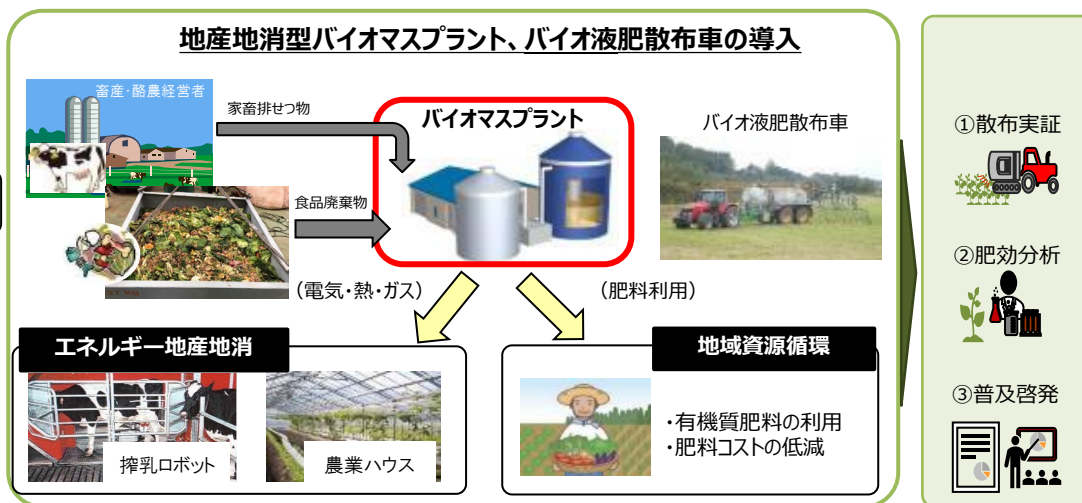 地産地消型バイオマスプラント、バイオ液肥散布車の導入
畜産・酪農経営者
家畜排せつ物
食品廃棄物
バイオマスプラント
バイオ液肥散布車
(電気・熱・ガス)
(肥料利用)
エネルギー地産地消
搾乳ロボット
農業ハウス
地域資源循環
・有機質肥料の利用
・肥料コストの低減
①散布実証
②肥効分析
③普及啓発